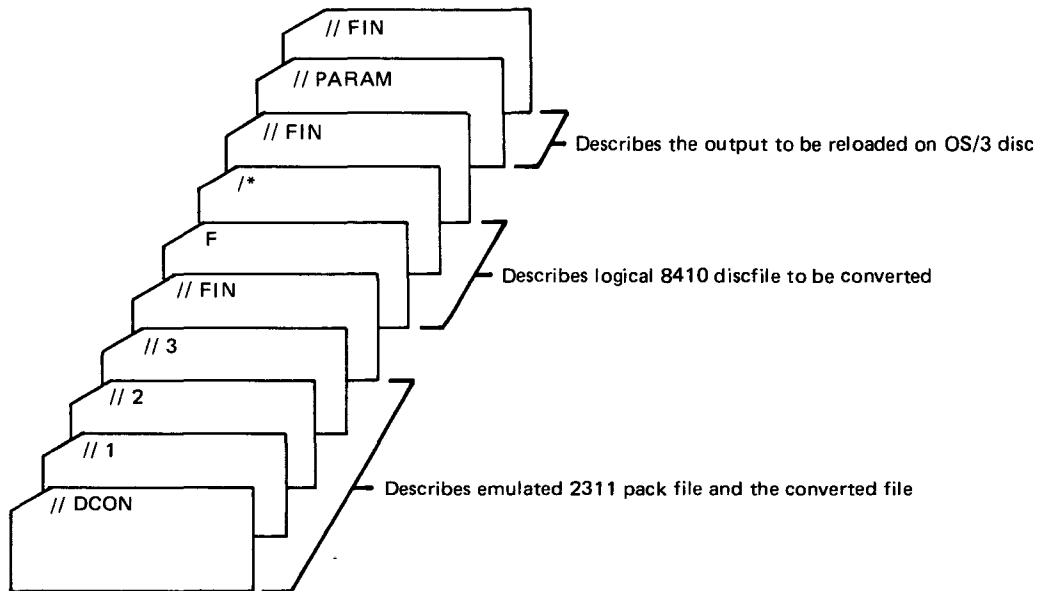 // FIN
// PARAM
// FIN
Describes the output to be reloaded on OS/3 disc
/*
F
Describes logical 8410 discfile to be converted
// FIN
// 3
// 2
// 1
Describes emulated 2311 pack file and the converted file
// DCON